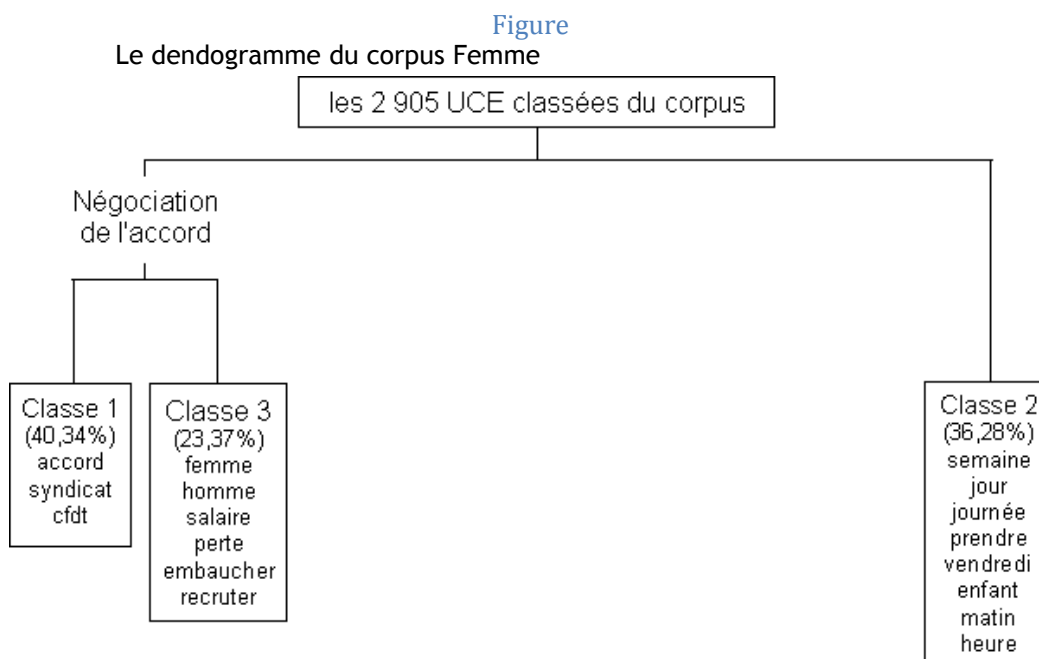 Figure
Le dendogramme du corpus Femme
les 2 905 UCE classées du corpus
Négociation
de l'accord
Classe 1
(40,34%)
accord
syndicat
cfdt
Classe 3
(23,37%)
femme
homme
salaire
perte
embaucher
recruter
Classe 2
(36,28%)
semaine
jour
journée
prendre
vendredi
enfant
matin
heure